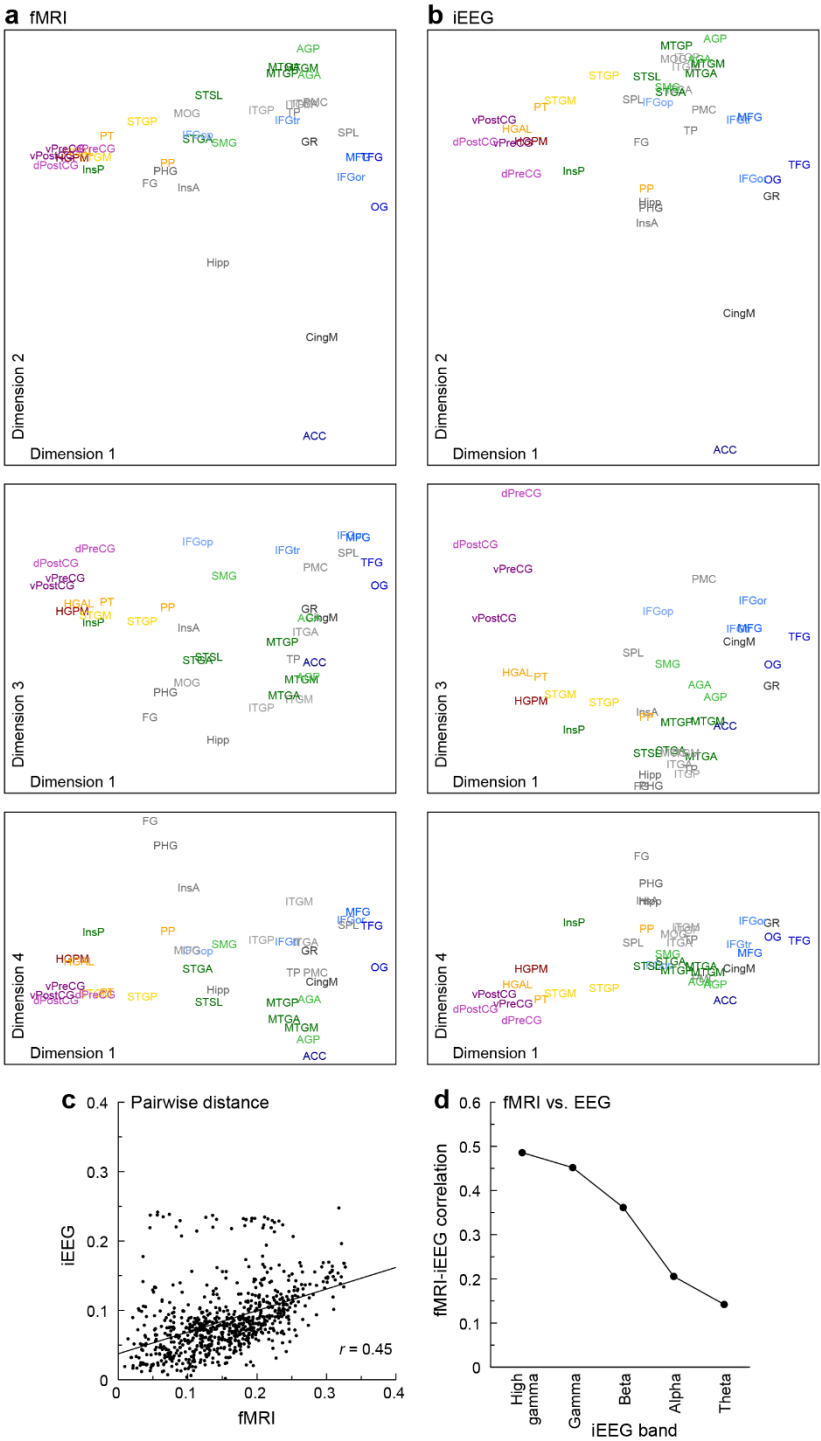 a fMRI
b iEEG
AGP
MTGP
AGA
STSL
MOG
ITGP
PMC
TP
STGP
IFGtr
SPL
PT
IFGop
STGA
SMG
GR
vPreCG
vPostCG
HGPM
dPostCG
STGM
InsP
PP
PHG
FG
InsA
MFG
TFG
IFGor
OG
Hipp
CingM
ACC
Dimension 2
Dimension 1
AGP
MTGP
MOG
AGA
MTGM
MTGA
STGP
STSL
SMG
STGA
STGM
SPL
IFGop
PT
PMC
vPostCG
IFGtr
MFG
HGAL
TP
dPostCG
vPreCG
HGPM
FG
dPreCG
InsP
TFG
IFGor
OG
GR
PP
Hipp
PHG
InsA
CingM
ACC
Dimension 2
Dimension 1
dPreCG
IFGop
IFGtr
MFG
SPL
dPostCG
PMC
TFG
vPreCG
vPostCG
SMG
OG
HGAL
PT
HGPM
STGM
PP
GR
InsP
STGP
AGA
CingM
InsA
ITGA
MTGP
STSL
STGA
TP
ACC
AGP
MTGM
MOG
PHG
MTGA
ITGM
ITGP
FG
Hipp
Dimension 3
Dimension 1
dPreCG
dPostCG
vPreCG
PMC
IFGor
vPostCG
IFGop
MFG
TFG
CingM
SPL
SMG
OG
HGAL
PT
GR
AGA
STGM
AGP
HGPM
STGP
InsA
PP
MTGP
MTGM
ACC
InsP
STSL
STGA
MTGA
ITGA
TP
Hipp
ITGP
FG
PHG
Dimension 3
Dimension 1
FG
PHG
InsA
ITGM
MFG
IFGor
SPL
TFG
InsP
PP
SMG
ITGP
IFGtr
ITGA
MOG
IFGop
GR
HGPM
HGAL
STGA
OG
TP
PMC
CingM
vPreCG
vPostCG
dPostCG
dPreCG
PT
STGP
Hipp
STSL
MTGP
AGA
MTGA
MTGM
AGP
ACC
Dimension 4
Dimension 1
FG
PHG
Hipp
InsP
PP
ITGM
MOG
TP
SPL
ITGA
IFGor
GR
OG
TFG
IFGtr
MFG
SMG
STGA
STSL
MTGA
MTGP
MTGM
CingM
HGPM
HGAL
AGA
AGP
STGP
STGM
PT
vPostCG
vPreCG
dPostCG
dPreCG
ACC
Dimension 4
Dimension 1
c Pairwise distance
0.4
0.3
0.2
0.1
0
iEEG
r = 0.45
0 0.1 0.2 0.3 0.4
fMRI
d fMRI vs. EEG
0.6
0.5
0.4
0.3
0.2
0.1
0
fMRI-iEEG correlation
High gamma
Gamma
Beta
Alpha
Theta
iEEG band